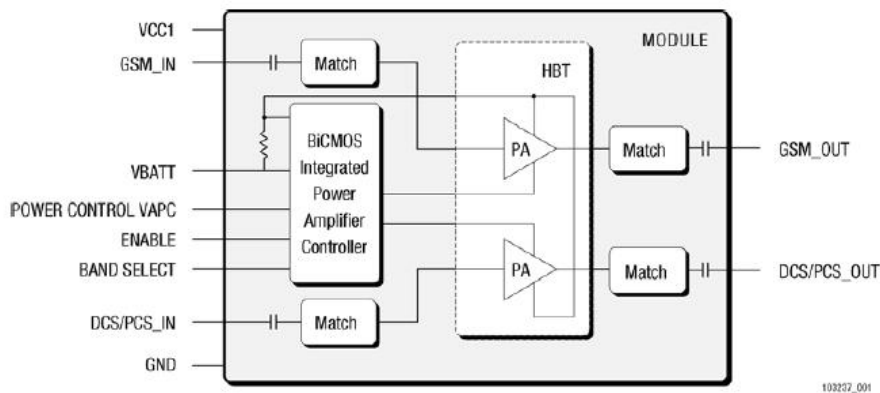 VCC1
MODULE
GSM_IN
Match
HBT
BiCMOS
Integrated
Power
Amplifier
Controller
PA
Match
GSM_OUT
VBATT
POWER CONTROL VAPC
ENABLE
BAND SELECT
PA
Match
DCS/PCS_OUT
DCS/PCS_IN
Match
GND
103237_001